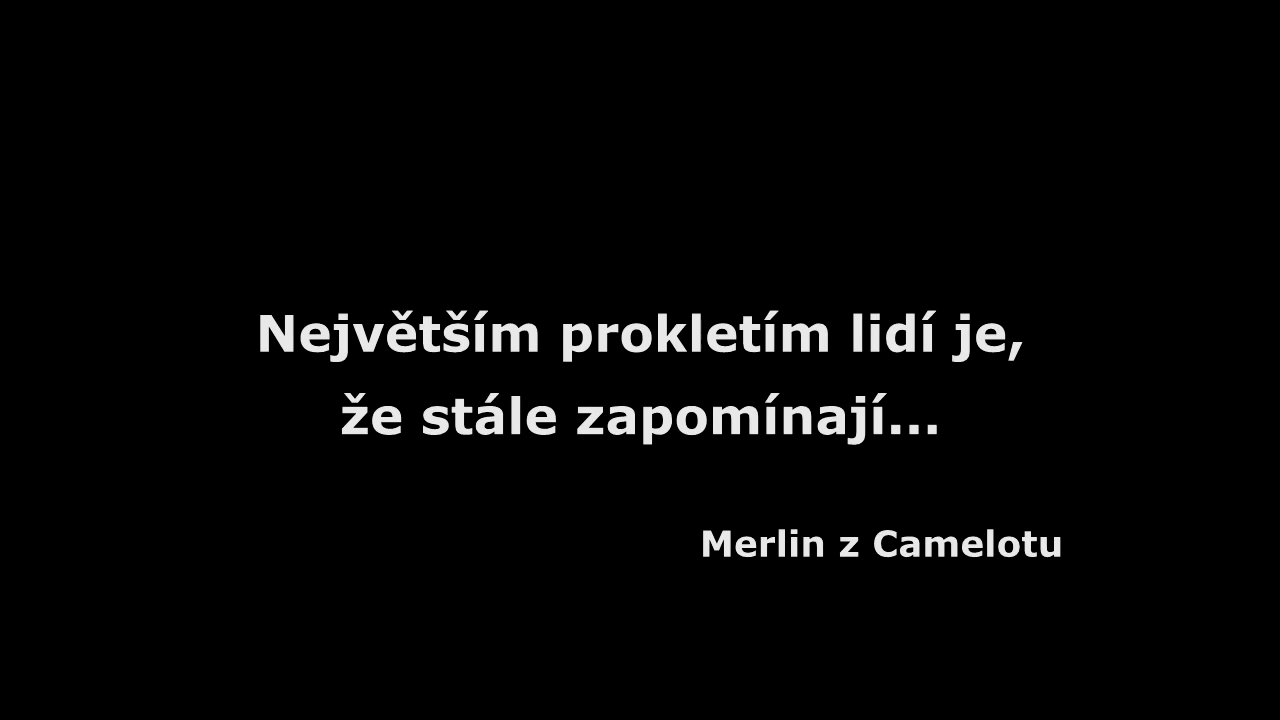 Největším prokletím lidí je,
že stále zapomínají...
Merlin z Camelotu